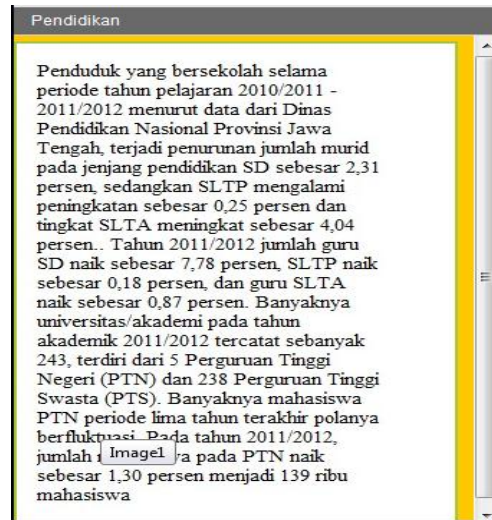 Pendidikan
Penduduk yang bersekolah selama
periode tahun pelajaran 2010/2011 -
2011/2012 menurut data dari Dinas
Pendidikan Nasional Provinsi Jawa
Tengah, terjadi penurunan jumlah murid
pada jenjang pendidikan SD sebesar 2,31
persen, sedangkan SLTP mengalami
peningkatan sebesar 0,25 persen dan
tingkat SLTA meningkat sebesar 4,04
persen.. Tahun 2011/2012 jumlah guru
SD naik sebesar 7,78 persen, SLTP naik
sebesar 0,18 persen, dan guru SLTA
naik sebesar 0,87 persen. Banyaknya
universitas/akademi pada tahun
akademik 2011/2012 tercatat sebanyak
243, terdiri dari 5 Perguruan Tinggi
Negeri (PTN) dan 238 Perguruan Tinggi
Swasta (PTS). Banyaknya mahasiswa
PTN periode lima tahun terakhir polanya
berfluktuasi. Pada tahun 2011/2012,
jumlah Image1 ya pada PTN naik
sebesar 1,30 persen menjadi 139 ribu
mahasiswa